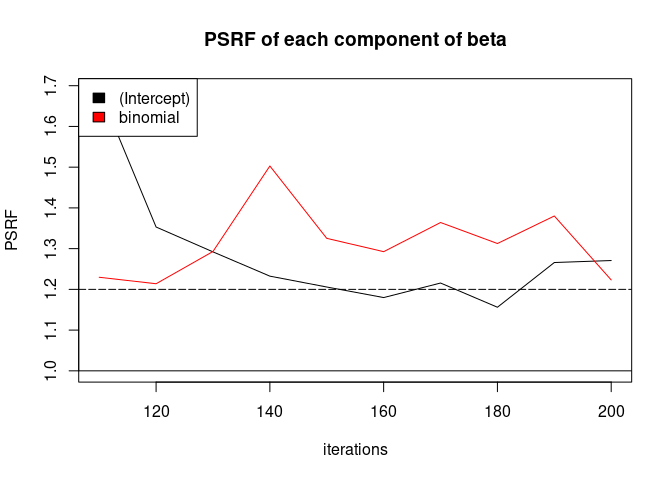 PSRF of each component of beta
(Intercept)
binomial
1.7
1.6
1.5
1.4
1.3
1.2
1.1
1.0
PSRF
120 140 160 180 200
iterations